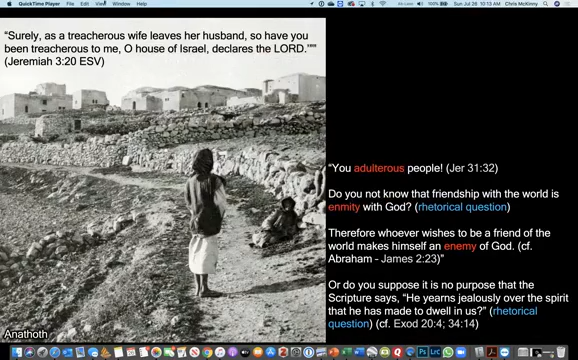 QuickTime Player File Edit View Window Help
Sun Jul 26 10:13 AM Chris McKinny
“Surely, as a treacherous wife leaves her husband, so have you
been treacherous to me, O house of Israel, declares the LORD.’””
(Jeremiah 3:20 ESV)
“You adulterous people! (Jer 31:32)
Do you not know that friendship with the world is
enmity with God? (rhetorical question)
Therefore whoever wishes to be a friend of the
world makes himself an enemy of God. (cf.
Abraham - James 2:23)"
Or do you suppose it is no purpose that the
Scripture says, “He yearns jealously over the spirit
that he has made to dwell in us?” (rhetorical
question) (cf. Exod 20:4; 34:14)
Anathoth